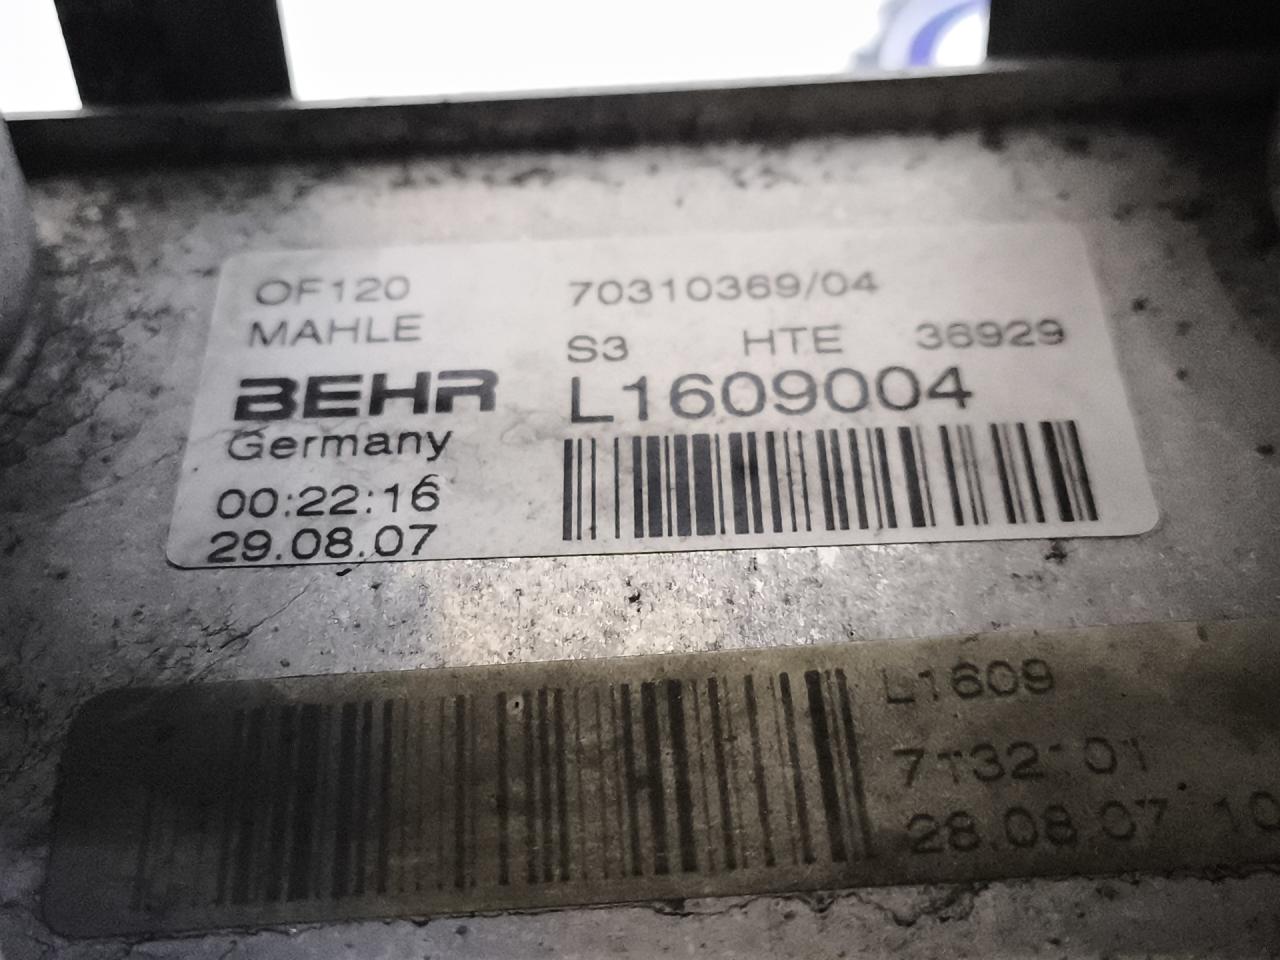 OF120 70310369/04
MAHLE S3 HTE 36929
BEHR L1609004
Germany
00:22:16
29.08.07
L1609
28.08.07 10